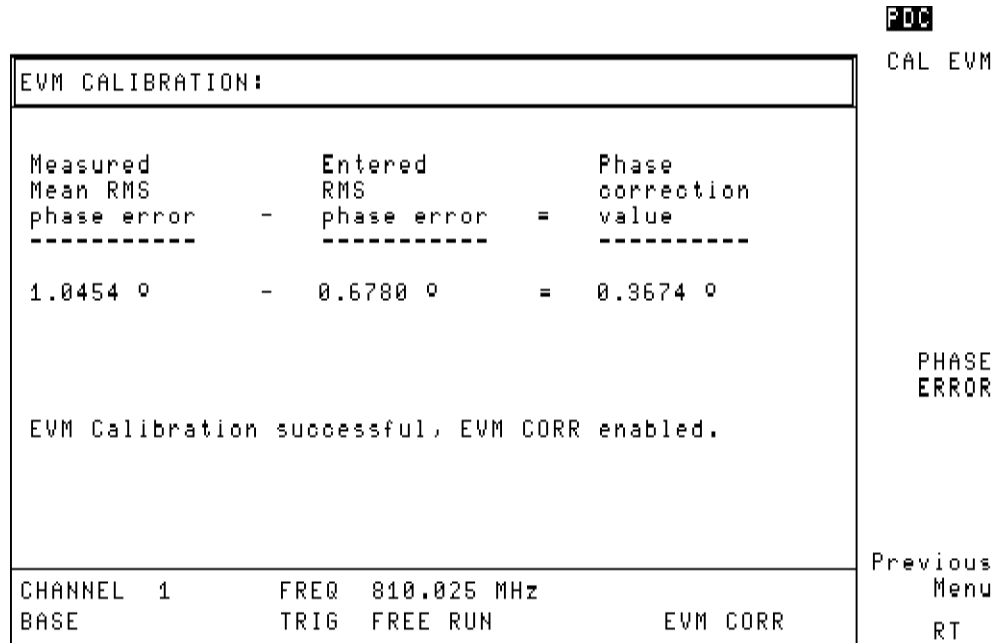 PDC
CAL EVM
EVM CALIBRATION:
Measured Entered Phase
Mean RMS RMS correction
phase error - phase error = value
----------- ----------- ----------
1.0454 º - 0.6780 º = 0.3674 º
PHASE
ERROR
EVM Calibration successful, EVM CORR enabled.
Previous
Menu
CHANNEL 1 FREQ 810.025 MHz
BASE TRIG FREE RUN EVM CORR
RT